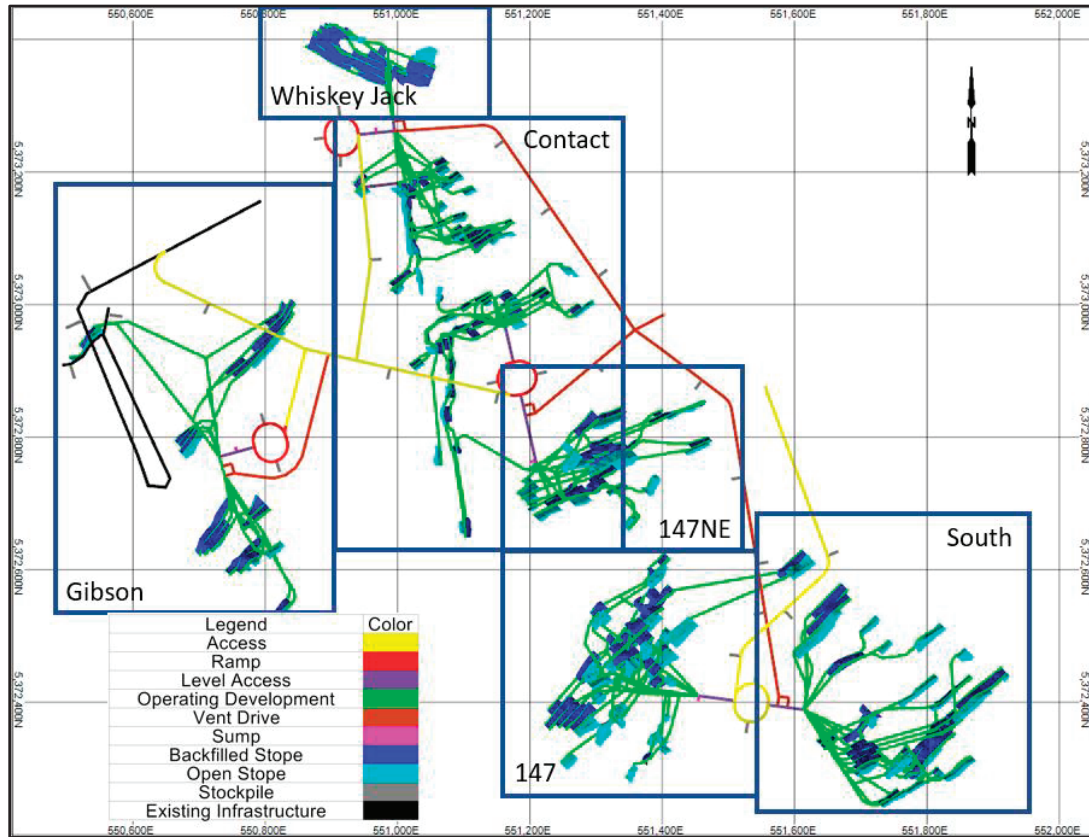 550,600E 550,800E 551,000E 551,200E 551,400E 551,600E 551,800E 552,000E
Whiskey Jack
Contact
N
5,373,200N 5,373,200N
5,373,000N 5,373,000N
5,372,800N 5,372,800N
147NE
South
5,372,600N 5,372,600N
Gibson
Legend Color
Access
Ramp
Level Access
Operating Development
Vent Drive
Sump
Backfilled Stope
Open Stope
Stockpile
Existing Infrastructure
5,372,400N 5,372,400N
147
550,600E 550,800E 551,000E 551,200E 551,400E 551,600E 551,800E 552,000E